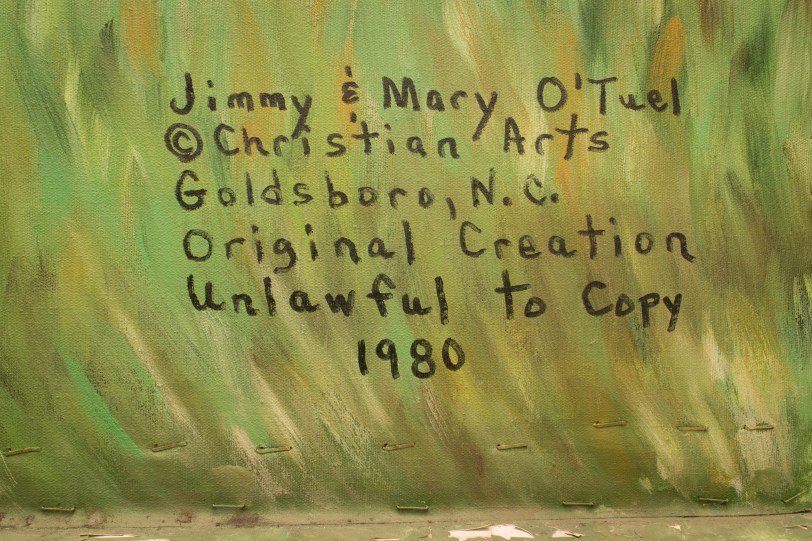 Jimmy & Mary O'Tuel
© Christian Arts
Goldsboro, N.C.
Original Creation
Unlawful to Copy
1980